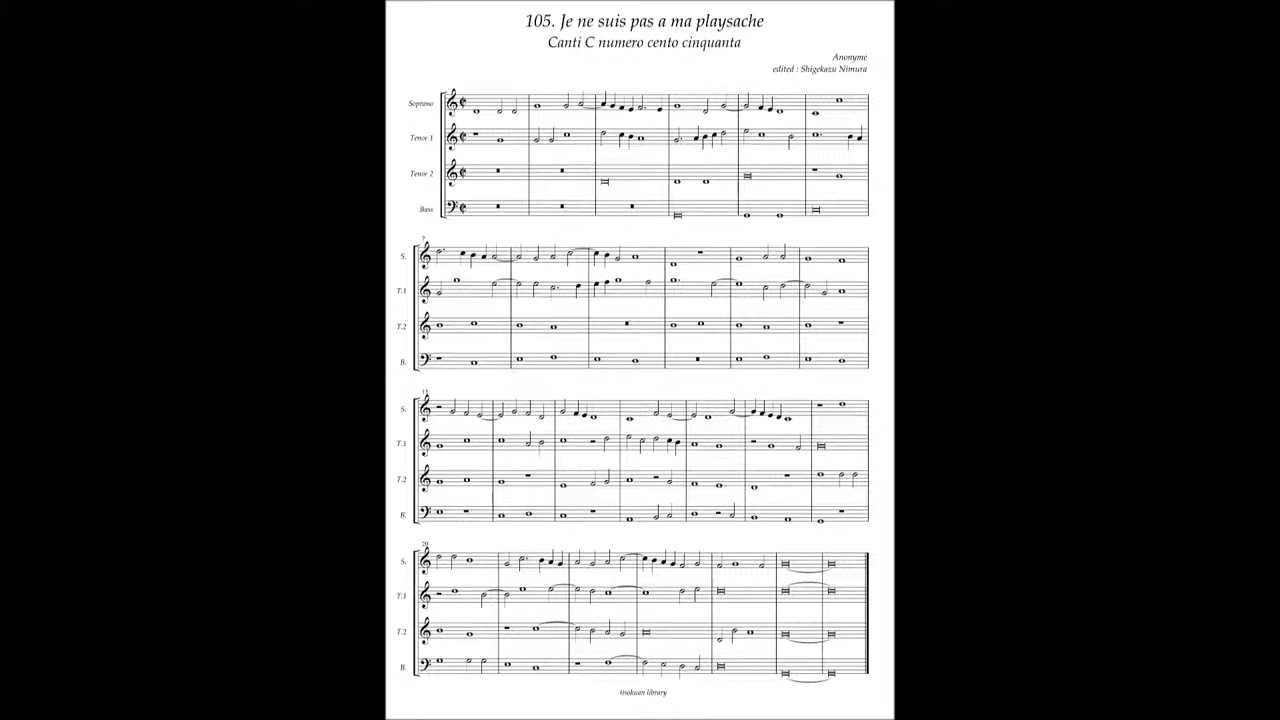 105. Je ne suis pas a ma playsache
Canti C numero cento cinquanta
Anonyme
edited : Shigekazu Nimura
Soprano
Tenor 1
Tenor 2
Bass
7
S.
T.1
T.2
B.
13
S.
T.1
T.2
B.
20
S.
T.1
T.2
B.
tisokuan library